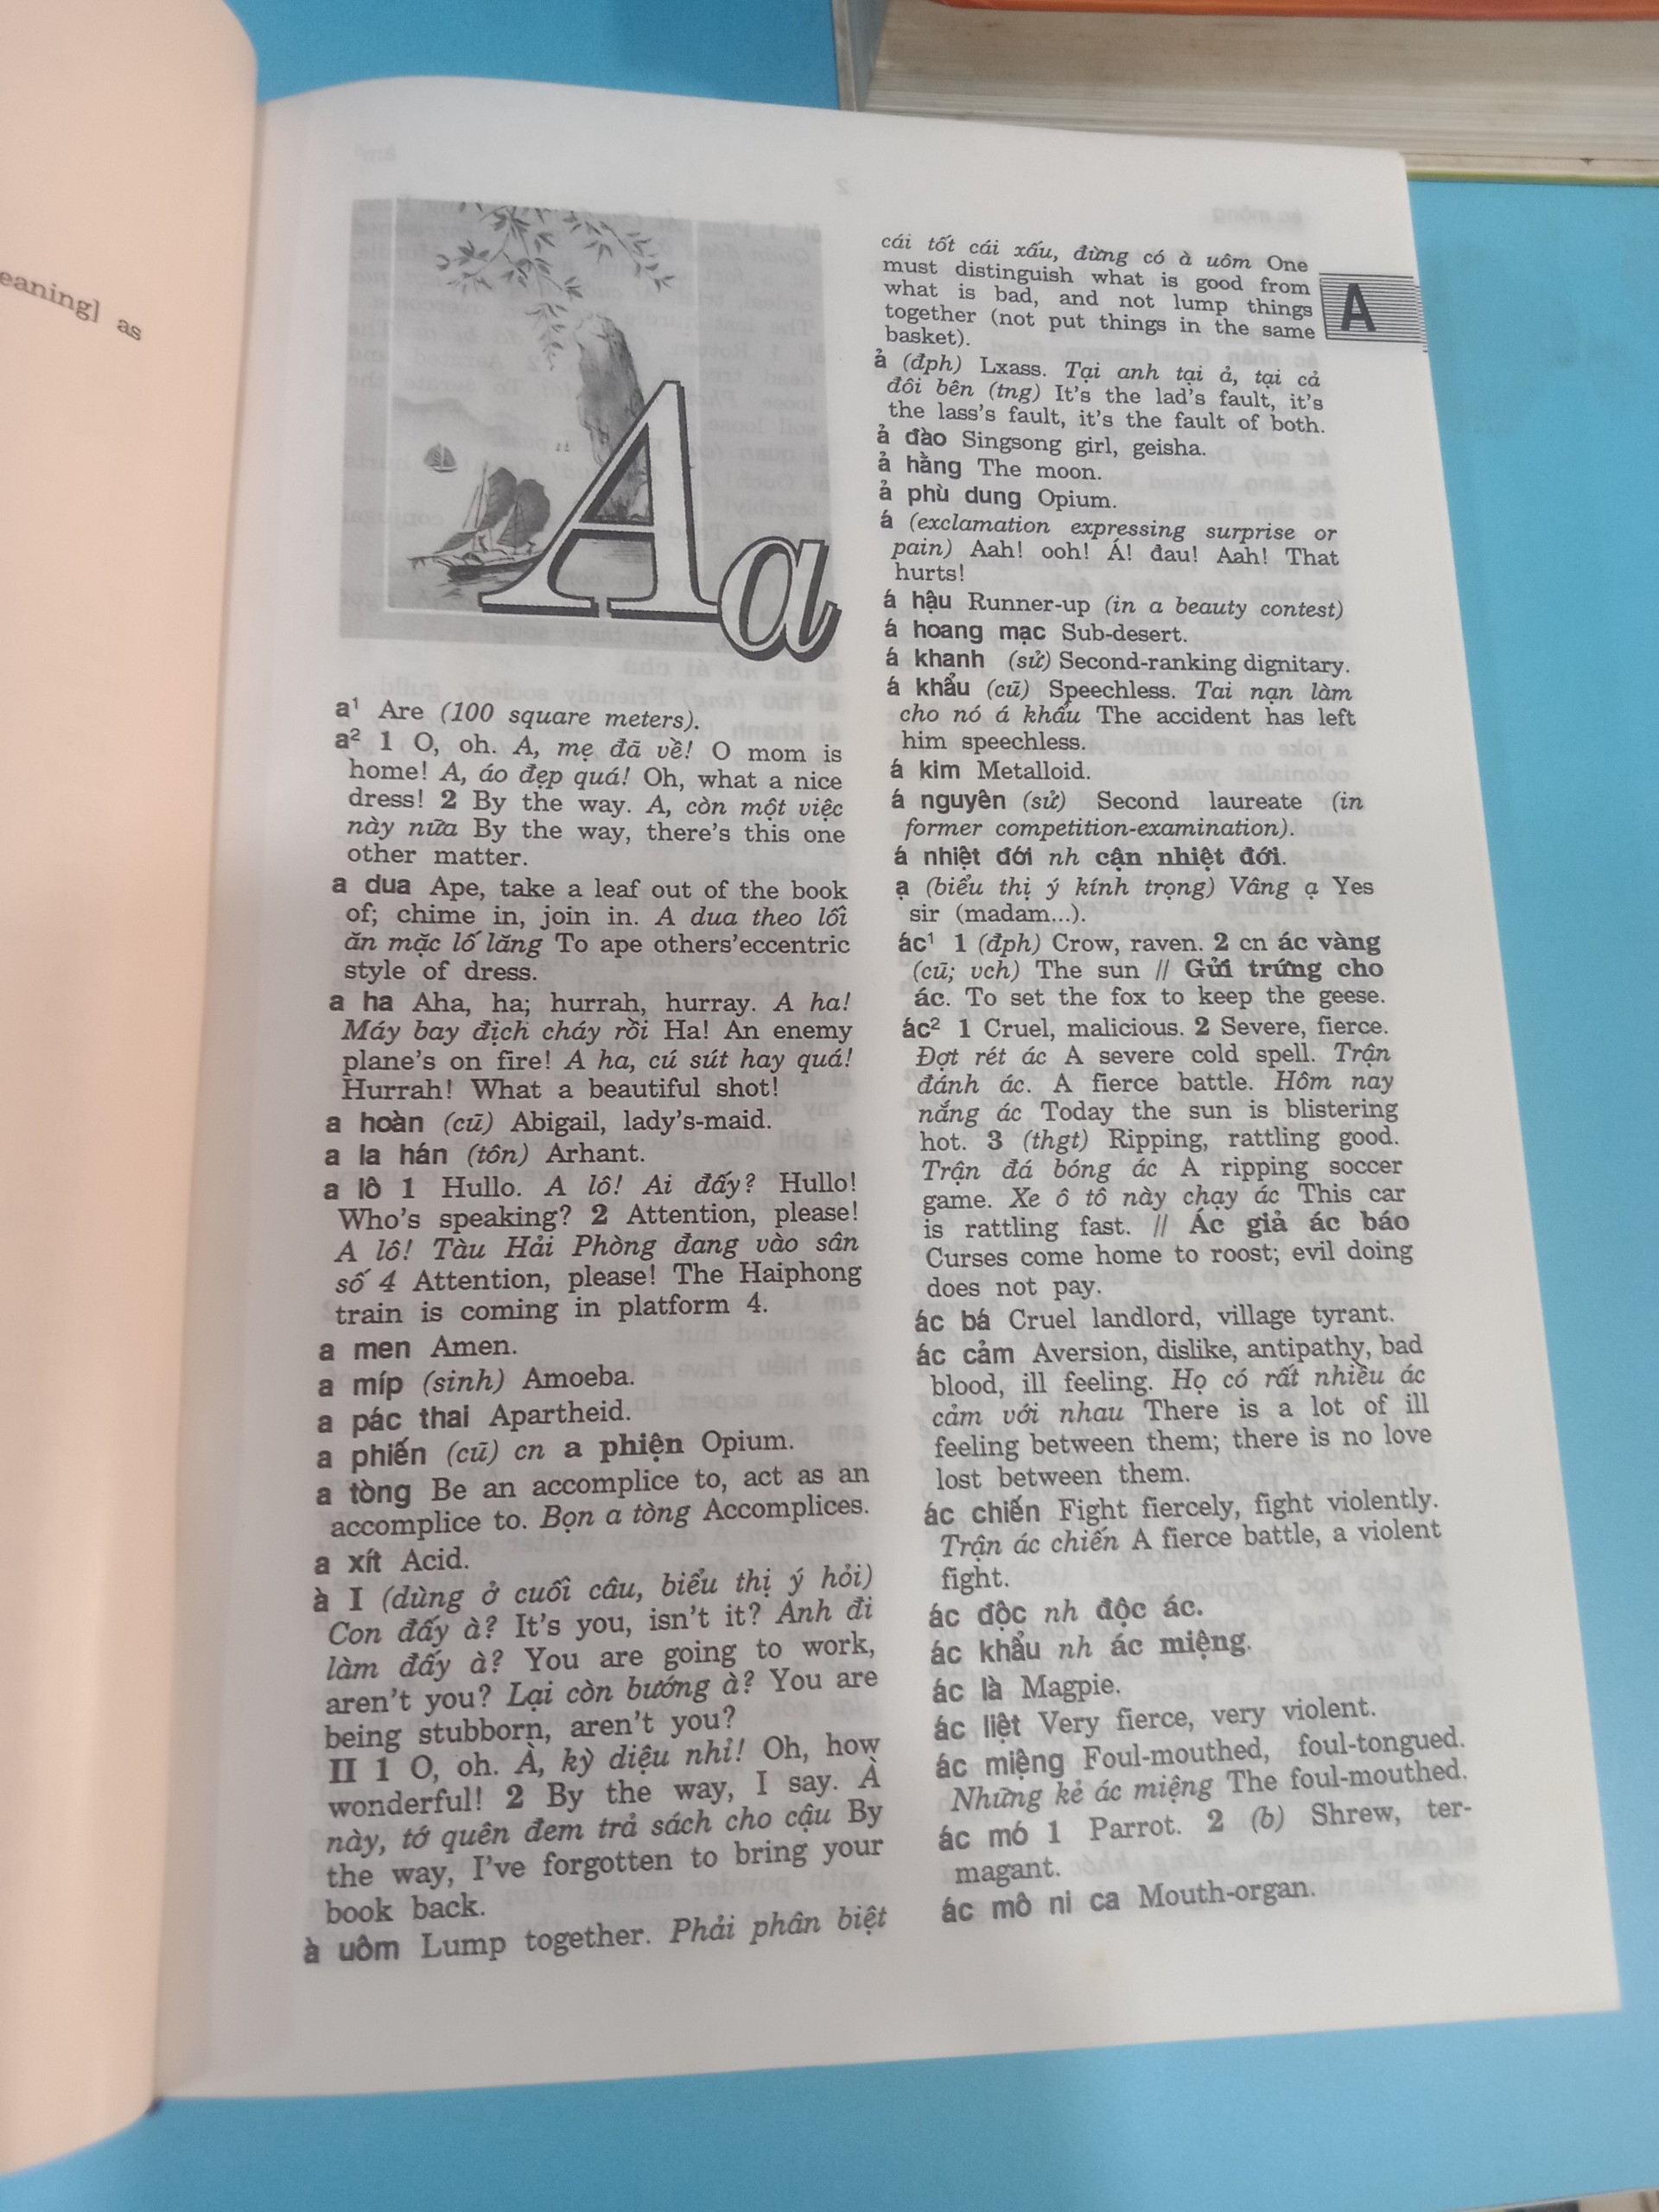 eaning] as
Aa
a¹ Are (100 square meters).
a² 1 O, oh. A, mẹ đã về! O mom is
home! A, áo đẹp quá! Oh, what a nice
dress! 2 By the way. A, còn một việc
này nữa By the way, there's this one
other matter.
a dua Ape, take a leaf out of the book
of; chime in, join in. A dua theo lối
ăn mặc lố lăng To ape others'eccentric
style of dress.
a ha Aha, ha; hurrah, hurray. A ha!
Máy bay địch cháy rồi Ha! An enemy
plane's on fire! A ha, cú sút hay quá!
Hurrah! What a beautiful shot!
a hoàn (cũ) Abigail, lady's-maid.
a la hán (tôn) Arhant.
a lô 1 Hullo. A lô! Ai đấy? Hullo!
Who's speaking? 2 Attention, please!
A lô! Tàu Hải Phòng đang vào sân
số 4 Attention, please! The Haiphong
train is coming in platform 4.
a men Amen.
a míp (sinh) Amoeba.
a pác thai Apartheid.
a phiến (cũ) cn a phiện Opium.
a tòng Be an accomplice to, act as an
accomplice to. Bọn a tòng Accomplices.
a xít Acid.
à I (dùng ở cuối câu, biểu thị ý hỏi)
Con đấy à? It's you, isn't it? Anh đi
làm đấy à? You are going to work,
aren't you? Lại còn bướng à? You are
being stubborn, aren't you?
II 1 O, oh. À, kỳ diệu nhỉ! Oh, how
wonderful! 2 By the way, I say. À
này, tớ quên đem trả sách cho cậu By
the way, I've forgotten to bring your
book back.
à uôm Lump together. Phải phân biệt
cái tốt cái xấu, đừng có à uôm One
must distinguish what is good from
what is bad, and not lump things
together (not put things in the same
basket).
A
ả (đph) Lxass. Tại anh tại ả, tại cả
đôi bên (tng) It's the lad's fault, it's
the lass's fault, it's the fault of both.
ả đào Singsong girl, geisha.
ả hằng The moon.
ả phù dung Opium.
á (exclamation expressing surprise or
pain) Aah! ooh! Á! đau! Aah! That
hurts!
á hậu Runner-up (in a beauty contest)
á hoang mạc Sub-desert.
á khanh (sử) Second-ranking dignitary.
á khẩu (cũ) Speechless. Tai nạn làm
cho nó á khẩu The accident has left
him speechless.
á kim Metalloid.
á nguyên (sử) Second laureate (in
former competition-examination).
á nhiệt đới nh cận nhiệt đới.
ạ (biểu thị ý kính trọng) Vâng ạ Yes
sir (madam...).
ác¹ 1 (đph) Crow, raven. 2 cn ác vàng
(cũ; vch) The sun // Gửi trứng cho
ác. To set the fox to keep the geese.
ác² 1 Cruel, malicious. 2 Severe, fierce.
Đợt rét ác A severe cold spell. Trận
đánh ác. A fierce battle. Hôm nay
nắng ác Today the sun is blistering
hot. 3 (thgt) Ripping, rattling good.
Trận đá bóng ác A ripping soccer
game. Xe ô tô này chạy ác This car
is rattling fast. // Ác giả ác báo
Curses come home to roost; evil doing
does not pay.
ác bá Cruel landlord, village tyrant.
ác cảm Aversion, dislike, antipathy, bad
blood, ill feeling. Họ có rất nhiều ác
cảm với nhau There is a lot of ill
feeling between them; there is no love
lost between them.
ác chiến Fight fiercely, fight violently.
Trận ác chiến A fierce battle, a violent
fight.
ác độc nh độc ác.
ác khẩu nh ác miệng.
ác là Magpie.
ác liệt Very fierce, very violent.
ác miệng Foul-mouthed, foul-tongued.
Những kẻ ác miệng The foul-mouthed.
ác mó 1 Parrot. 2 (b) Shrew, ter-
magant.
ác mô ni ca Mouth-organ.